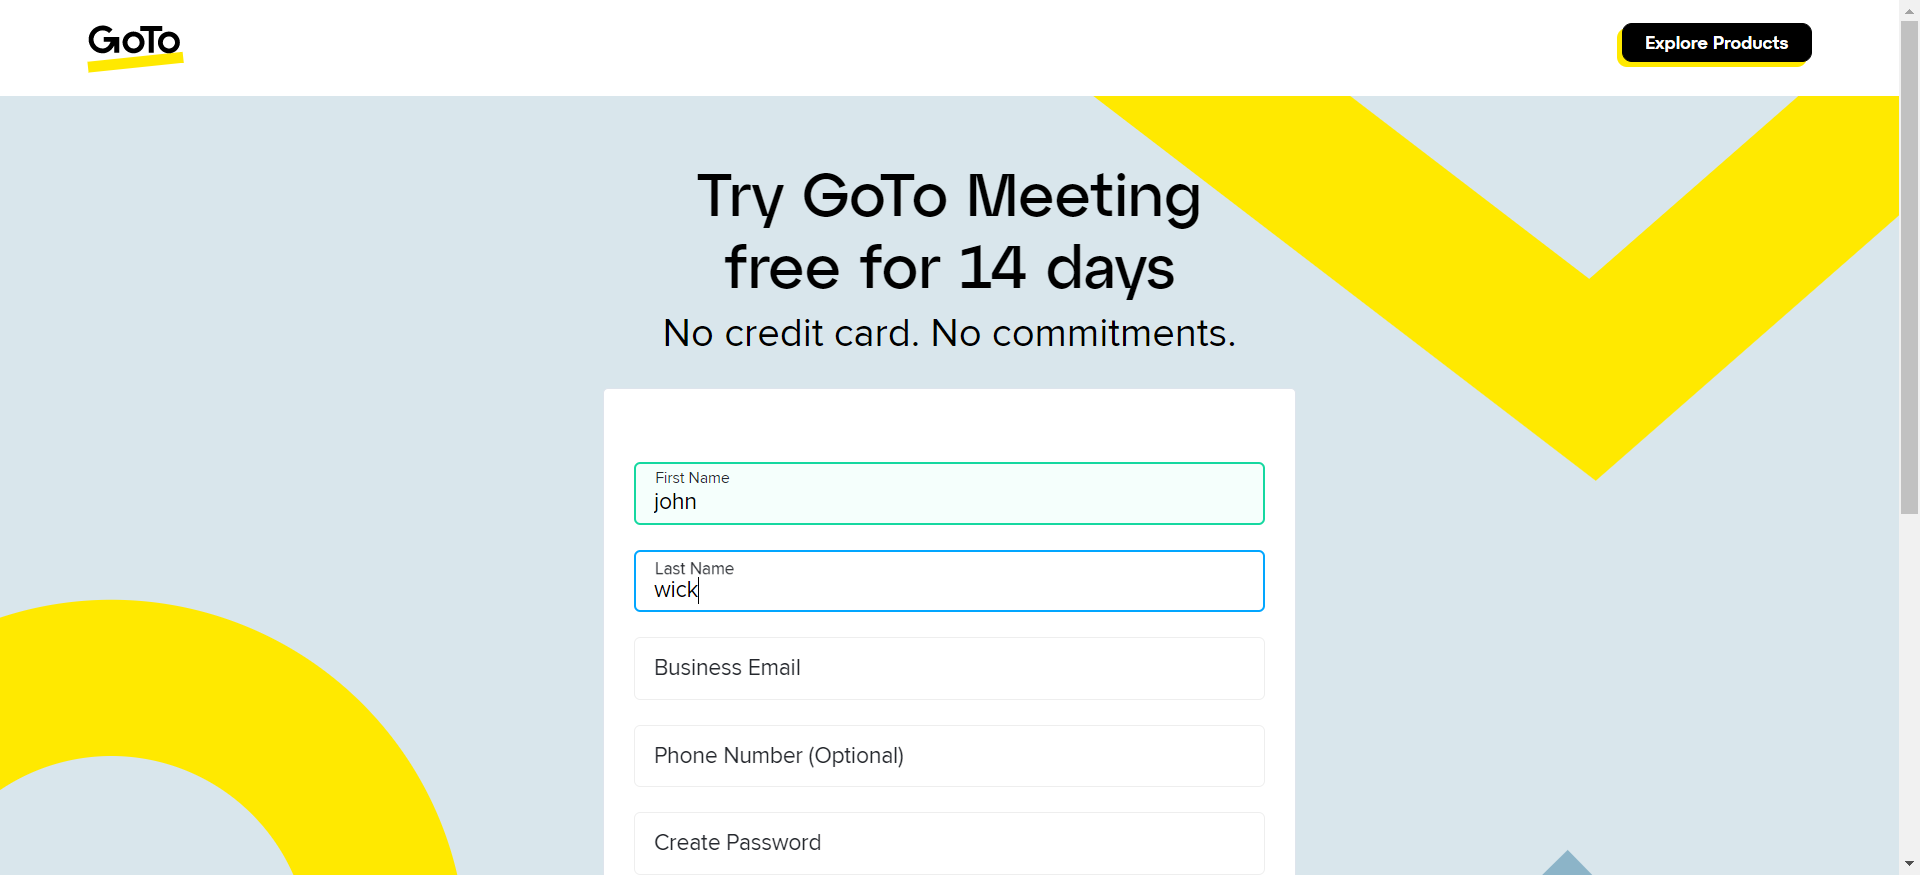 GoTo
Explore Products
Try GoTo Meeting
free for 14 days
No credit card. No commitments.
First Name
john
Last Name
wick
Business Email
Phone Number (Optional)
Create Password